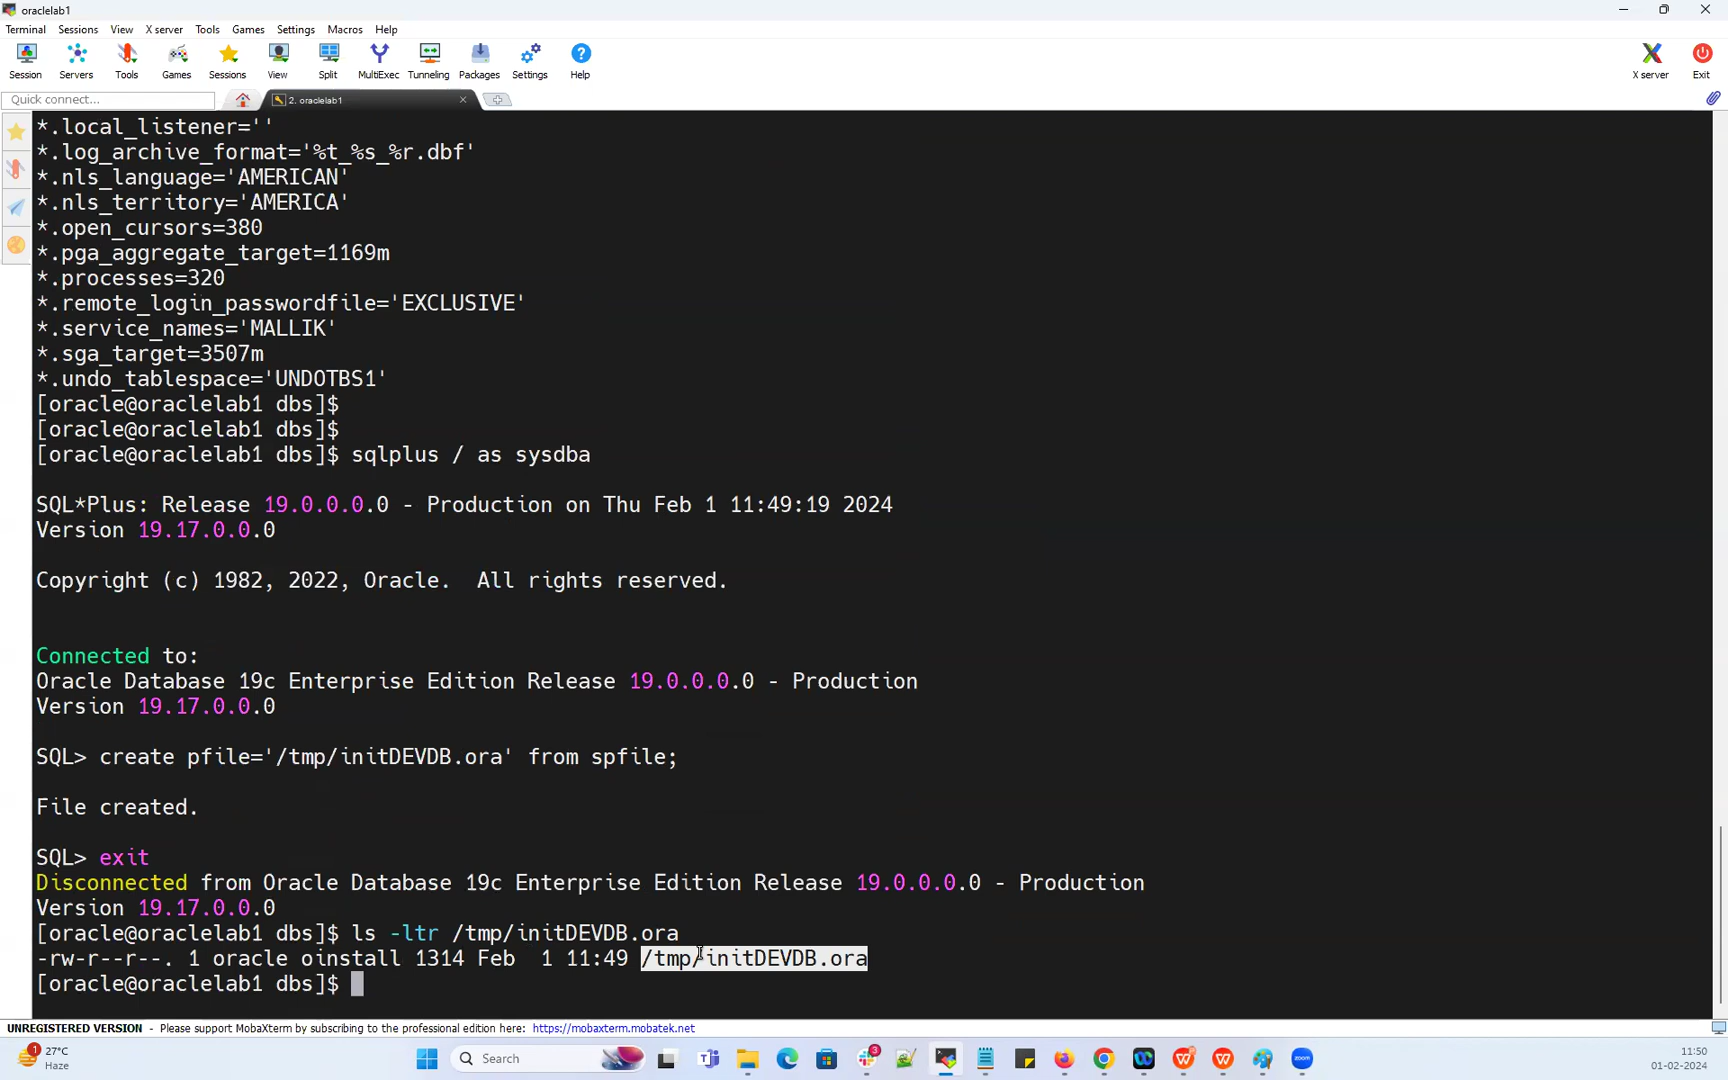 oraclelab1
Terminal Sessions View X server Tools Games Settings Macros Help
Session Servers Tools Games Sessions View Split MultiExec Tunneling Packages Settings Help X server Exit
Quick connect... 2. oraclelab1
*.local_listener=''
*.log_archive_format='%t_%s_%r.dbf'
*.nls_language='AMERICAN'
*.nls_territory='AMERICA'
*.open_cursors=380
*.pga_aggregate_target=1169m
*.processes=320
*.remote_login_passwordfile='EXCLUSIVE'
*.service_names='MALLIK'
*.sga_target=3507m
*.undo_tablespace='UNDOTBS1'
[oracle@oraclelab1 dbs]$
[oracle@oraclelab1 dbs]$
[oracle@oraclelab1 dbs]$ sqlplus / as sysdba
SQL*Plus: Release 19.0.0.0.0 - Production on Thu Feb 1 11:49:19 2024
Version 19.17.0.0.0
Copyright (c) 1982, 2022, Oracle.  All rights reserved.
Connected to:
Oracle Database 19c Enterprise Edition Release 19.0.0.0.0 - Production
Version 19.17.0.0.0
SQL> create pfile='/tmp/initDEVDB.ora' from spfile;
File created.
SQL> exit
Disconnected from Oracle Database 19c Enterprise Edition Release 19.0.0.0.0 - Production
Version 19.17.0.0.0
[oracle@oraclelab1 dbs]$ ls -ltr /tmp/initDEVDB.ora
-rw-r--r--. 1 oracle oinstall 1314 Feb  1 11:49 /tmp/initDEVDB.ora
[oracle@oraclelab1 dbs]$
UNREGISTERED VERSION - Please support MobaXterm by subscribing to the professional edition here: https://mobaxterm.mobatek.net
1 27°C Search 3 11:50
Haze 01-02-2024